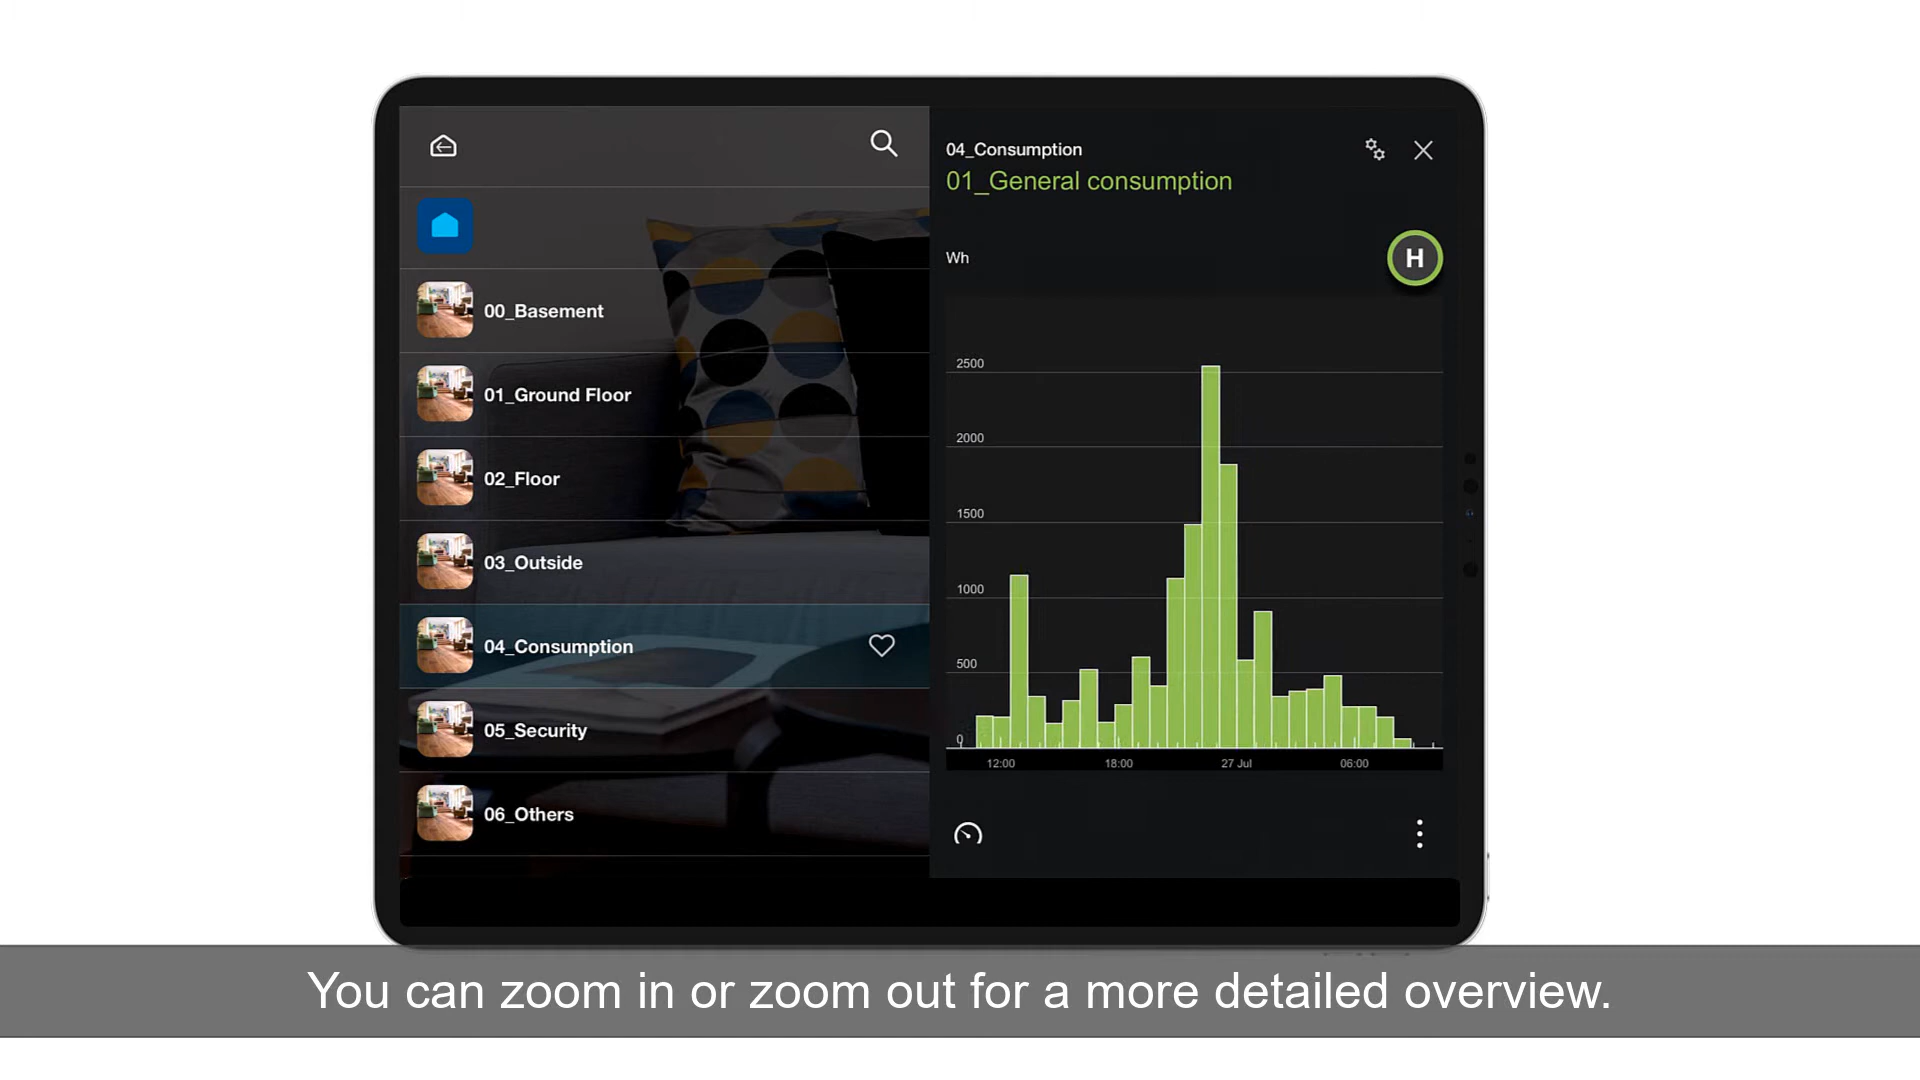 00_Basement
01_Ground Floor
02_Floor
03_Outside
04_Consumption
05_Security
06_Others
04_Consumption
01_General consumption
Wh
H
2500
2000
1500
1000
500
0
12:00 18:00 27 Jul 06:00
You can zoom in or zoom out for a more detailed overview.